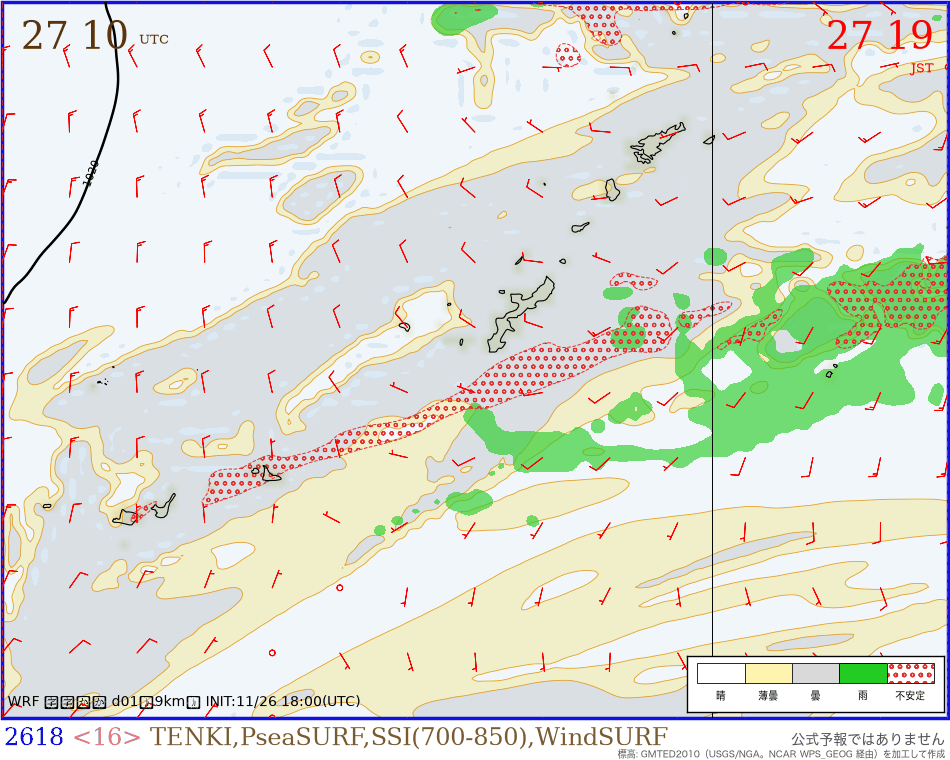 27 10 UTC
27 19
JST
1020
晴 薄曇 曇 雨 不安定
WRF d01 9km INIT:11/26 18:00(UTC)
2618 <16> TENKI,PseaSURF,SSI(700-850),WindSURF
公式予報ではありません
標高: GMTED2010（USGS/NGA。NCAR WPS_GEOG 経由）を加工して作成